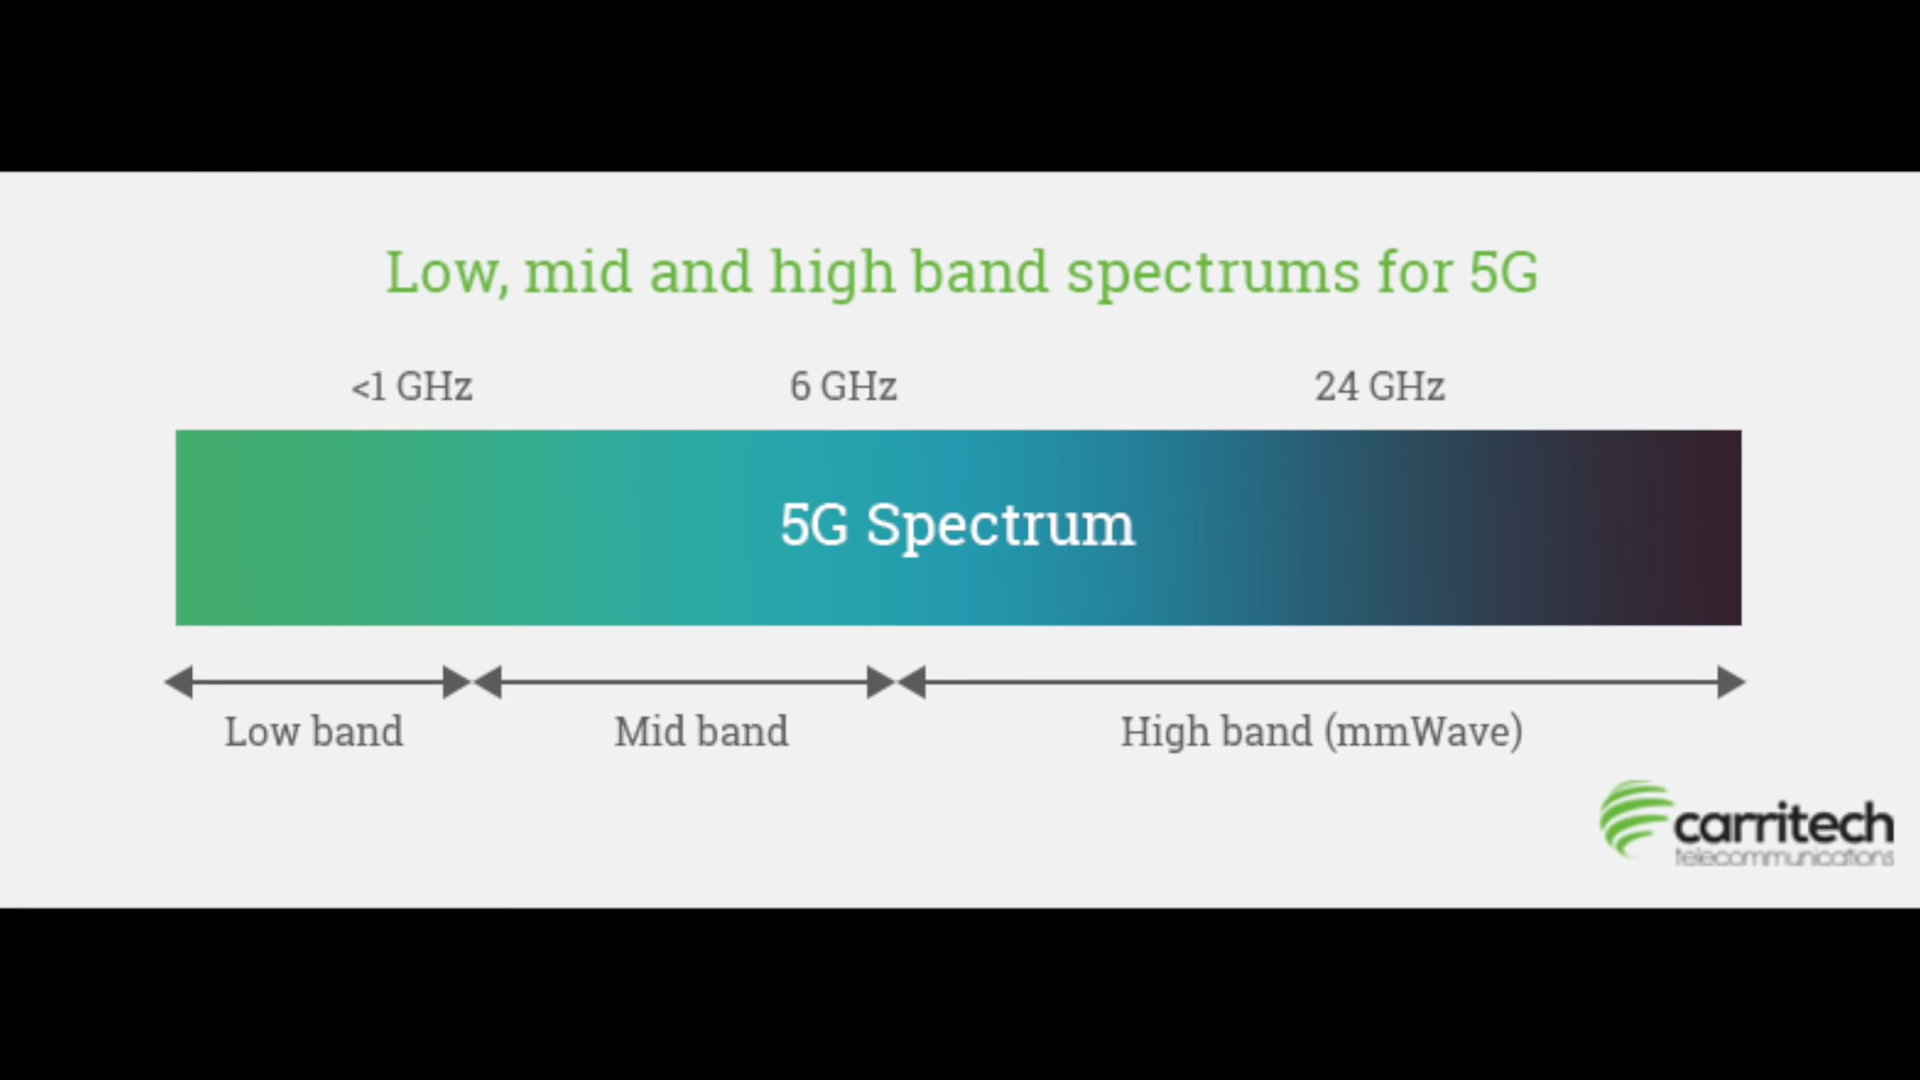 Low, mid and high band spectrums for 5G
<1 GHz 6 GHz 24 GHz
5G Spectrum
Low band Mid band High band (mmWave)
carritech
telecommunications